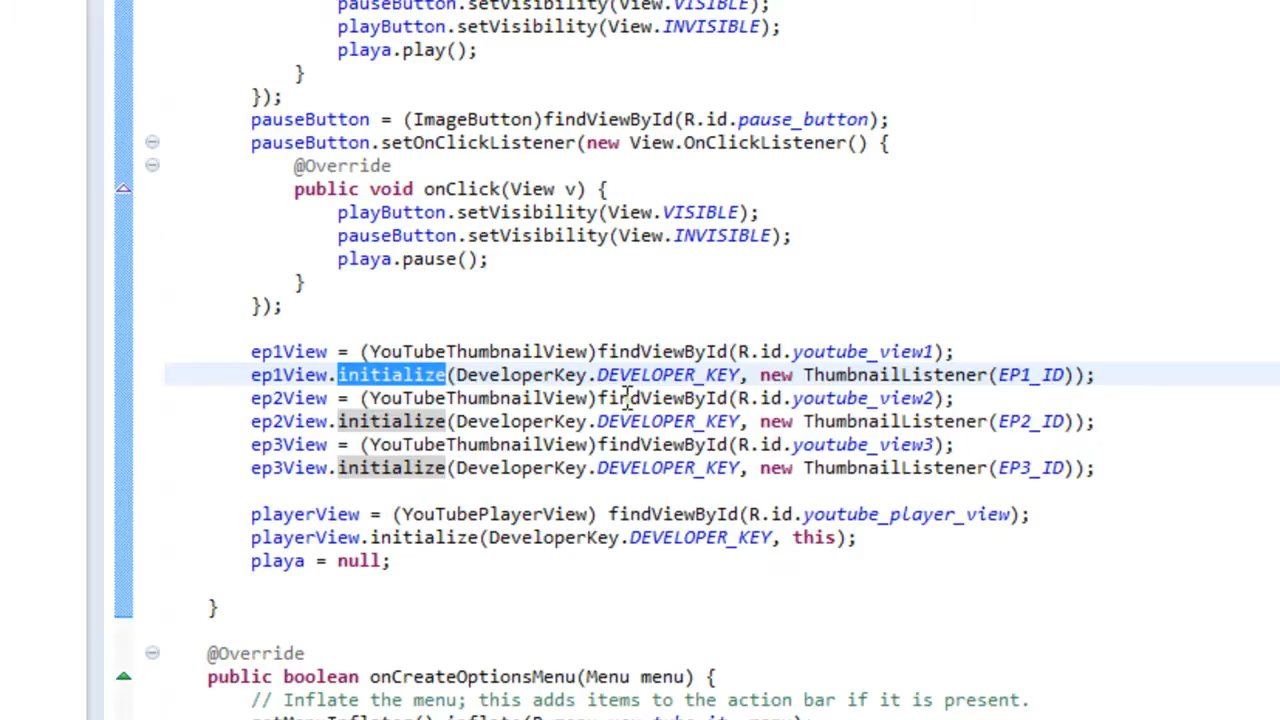 pauseButton.setVisibility(View.VISIBLE);
playButton.setVisibility(View.INVISIBLE);
playa.play();
}
});
pauseButton = (ImageButton)findViewById(R.id.pause_button);
pauseButton.setOnClickListener(new View.OnClickListener() {
@Override
public void onClick(View v) {
playButton.setVisibility(View.VISIBLE);
pauseButton.setVisibility(View.INVISIBLE);
playa.pause();
}
});
ep1View = (YouTubeThumbnailView)findViewById(R.id.youtube_view1);
ep1View.initialize(DeveloperKey.DEVELOPER_KEY, new ThumbnailListener(EP1_ID));
ep2View = (YouTubeThumbnailView)findViewById(R.id.youtube_view2);
ep2View.initialize(DeveloperKey.DEVELOPER_KEY, new ThumbnailListener(EP2_ID));
ep3View = (YouTubeThumbnailView)findViewById(R.id.youtube_view3);
ep3View.initialize(DeveloperKey.DEVELOPER_KEY, new ThumbnailListener(EP3_ID));
playerView = (YouTubePlayerView) findViewById(R.id.youtube_player_view);
playerView.initialize(DeveloperKey.DEVELOPER_KEY, this);
playa = null;
}
@Override
public boolean onCreateOptionsMenu(Menu menu) {
// Inflate the menu; this adds items to the action bar if it is present.